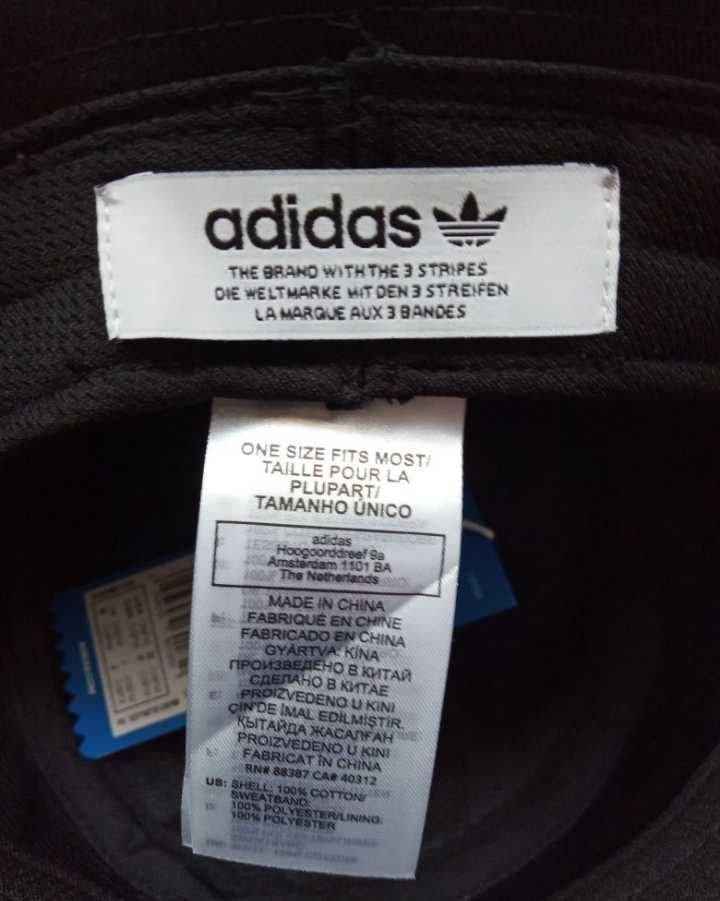 adidas
THE BRAND WITH THE 3 STRIPES
DIE WELTMARKE MIT DEN 3 STREIFEN
LA MARQUE AUX 3 BANDES
ONE SIZE FITS MOST/
TAILLE POUR LA
PLUPART/
TAMANHO ÚNICO
adidas
Hoogoorddreef 9a
Amsterdam 1101 BA
The Netherlands
MADE IN CHINA
FABRIQUÉ EN CHINE
FABRICADO EN CHINA
GYÁRTVA: KÍNA
ПРОИЗВЕДЕНО В КИТАЙ
СДЕЛАНО В КИТАЕ
PROIZVEDENO U KINI
ÇİN'DE İMAL EDİLMİŞTİR.
ҚЫТАЙДА ЖАСАЛҒАН
PROIZVEDENO U KINI
FABRICAT ÎN CHINA
RN# 88387 CA# 40312
US: SHELL: 100% COTTON/
SWEATBAND:
100% POLYESTER/LINING:
100% POLYESTER